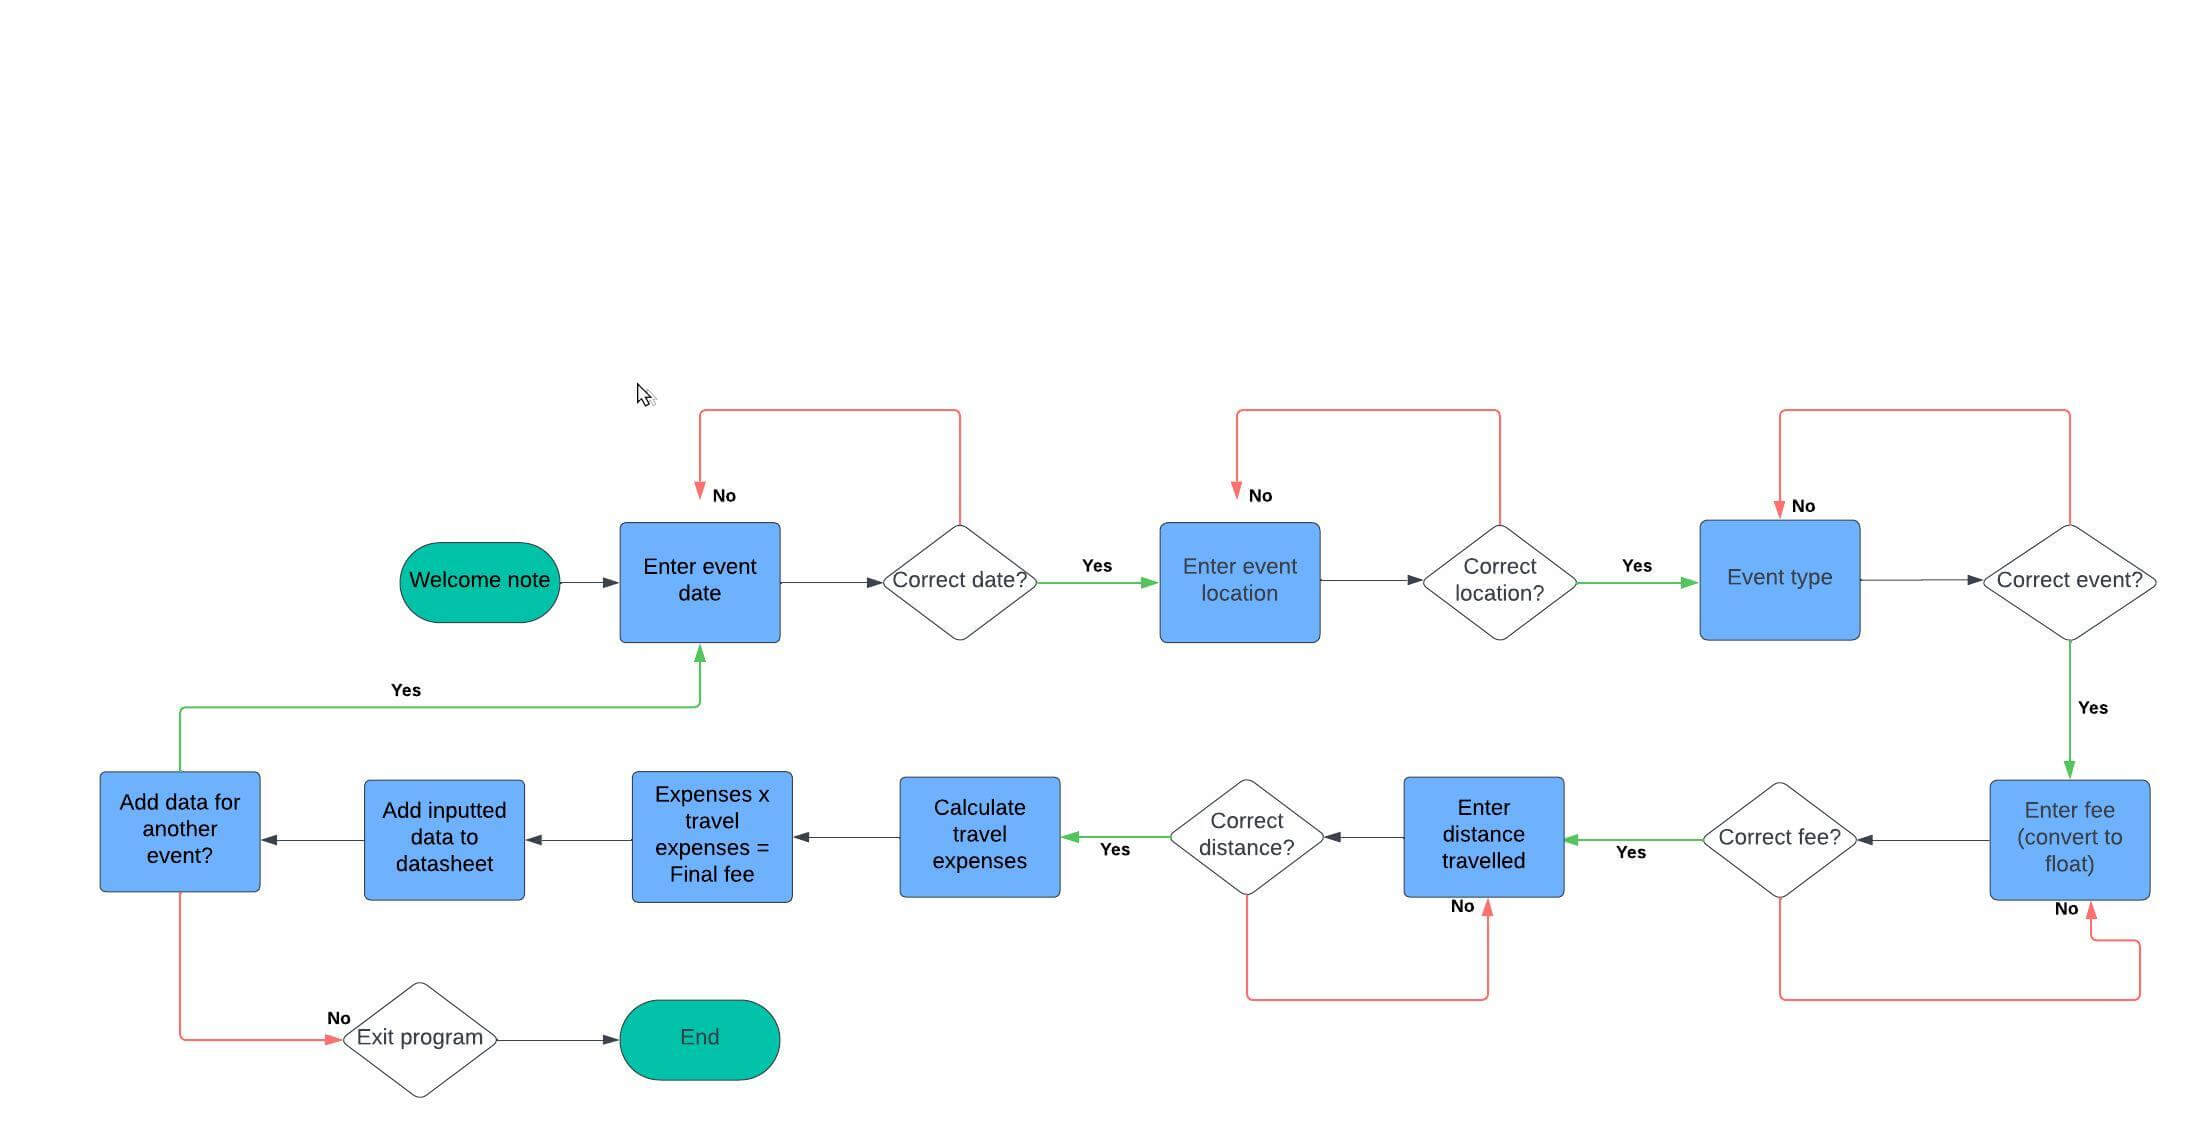 No
No
No
Welcome note
Enter event
date
Correct date?
Yes
Enter event
location
Correct
location?
Yes
Event type
Correct event?
Yes
Yes
Enter fee
(convert to
float)
No
Correct fee?
Yes
Enter
distance
travelled
No
Correct
distance?
Yes
Calculate
travel
expenses
Expenses x
travel
expenses =
Final fee
Add inputted
data to
datasheet
Add data for
another
event?
No
Exit program
End